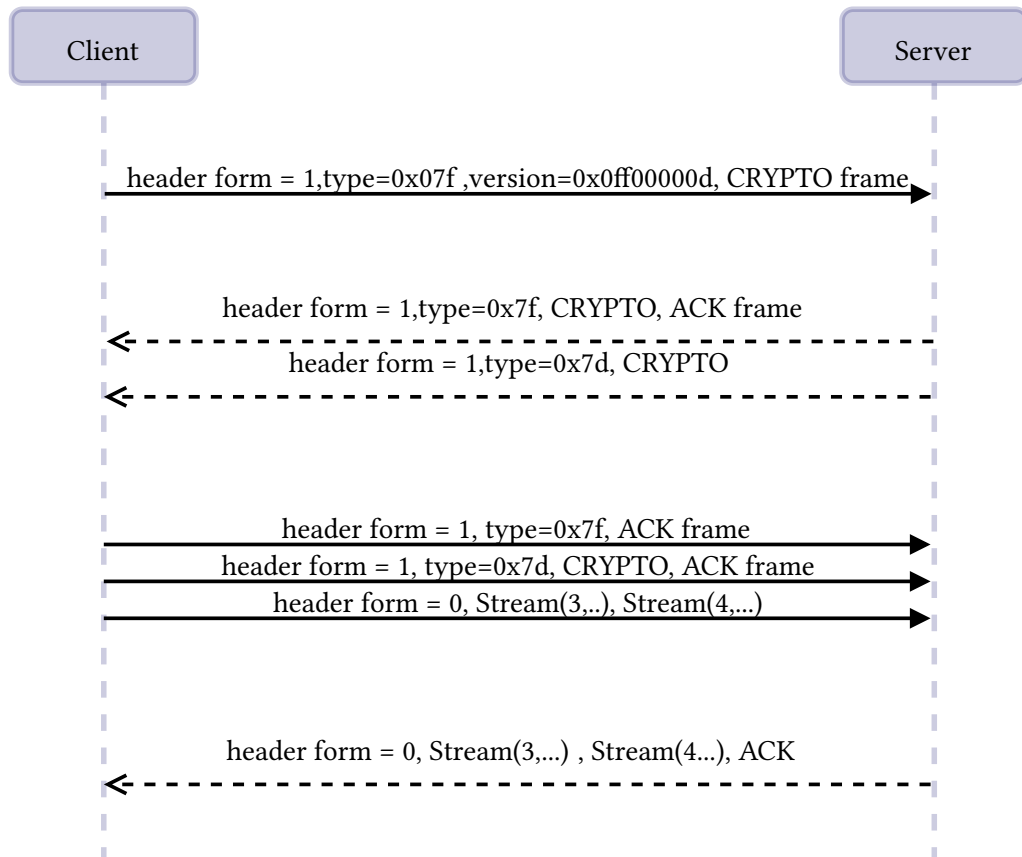 Client
Server
header form = 1,type=0x07f ,version=0x0ff00000d, CRYPTO frame
header form = 1,type=0x7f, CRYPTO, ACK frame
header form = 1,type=0x7d, CRYPTO
header form = 1, type=0x7f, ACK frame
header form = 1, type=0x7d, CRYPTO, ACK frame
header form = 0, Stream(3,..), Stream(4,...)
header form = 0, Stream(3,...) , Stream(4...), ACK